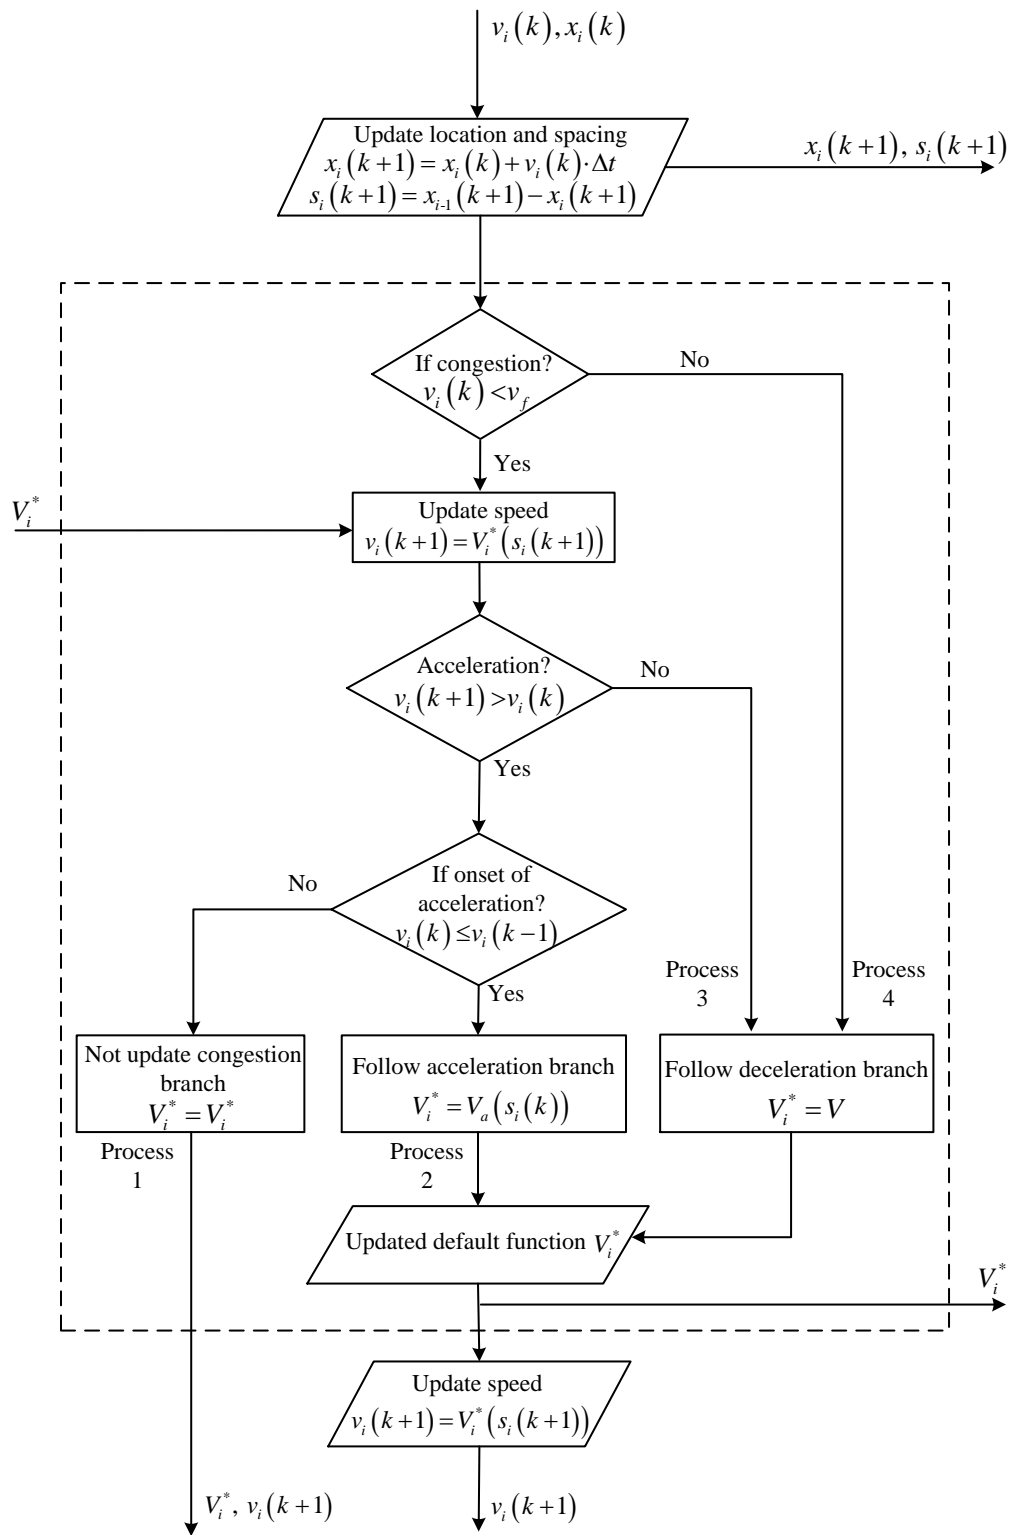 v_i(k), x_i(k)
Update location and spacing
x_i(k+1) = x_i(k) + v_i(k)·Δt
s_i(k+1) = x_{i-1}(k+1) − x_i(k+1)
x_i(k+1), s_i(k+1)
If congestion?
v_i(k) < v_f
No
Yes
V_i^*
Update speed
v_i(k+1) = V_i^*(s_i(k+1))
Acceleration?
v_i(k+1) > v_i(k)
No
Yes
If onset of
acceleration?
v_i(k) ≤ v_i(k−1)
No
Yes
Process
3
Process
4
Not update congestion
branch
V_i^* = V_i^*
Follow acceleration branch
V_i^* = V_a(s_i(k))
Follow deceleration branch
V_i^* = V
Process
1
Process
2
Updated default function V_i^*
V_i^*
Update speed
v_i(k+1) = V_i^*(s_i(k+1))
V_i^*, v_i(k+1)
v_i(k+1)